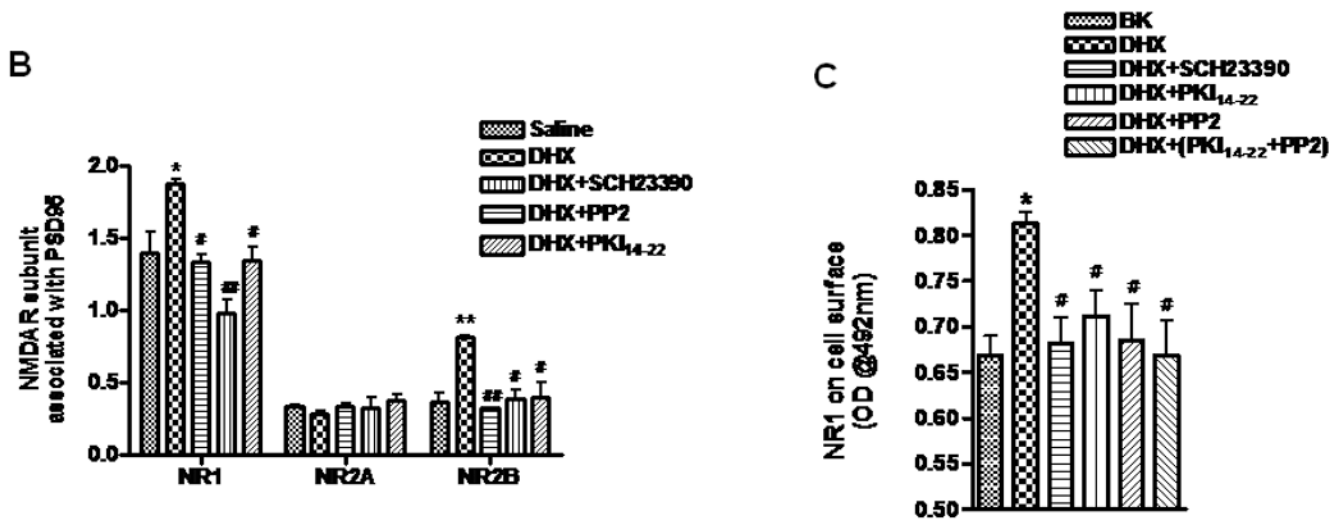 B
Saline
DHX
DHX+SCH23390
DHX+PP2
DHX+PKI14-22
NMDAR subunit
associated with PSD95
2.0
1.5
1.0
0.5
0.0
*
#
##
#
**
##
#
#
NR1
NR2A
NR2B
C
BK
DHX
DHX+SCH23390
DHX+PKI14-22
DHX+PP2
DHX+(PKI14-22+PP2)
NR1 on cell surface
(OD @492nm)
0.85
0.80
0.75
0.70
0.65
0.60
0.55
0.50
*
#
#
#
#